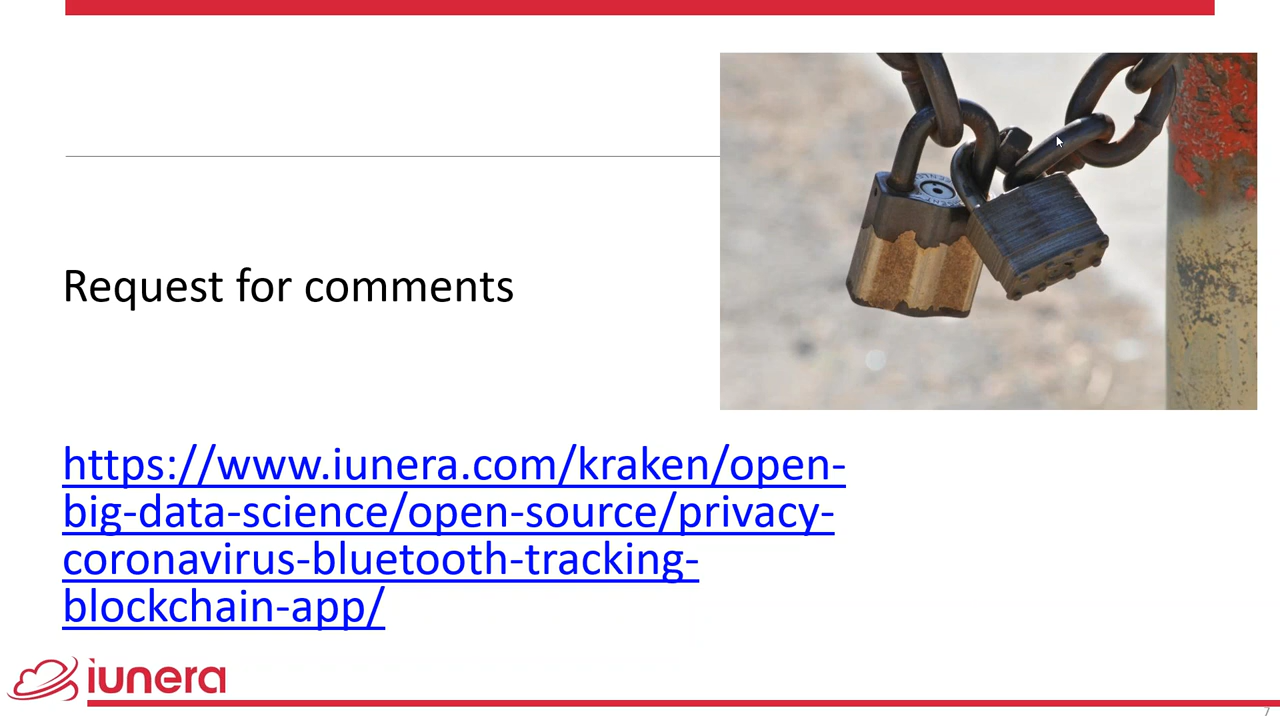 Request for comments
https://www.iunera.com/kraken/open-
big-data-science/open-source/privacy-
coronavirus-bluetooth-tracking-
blockchain-app/
iunera
7